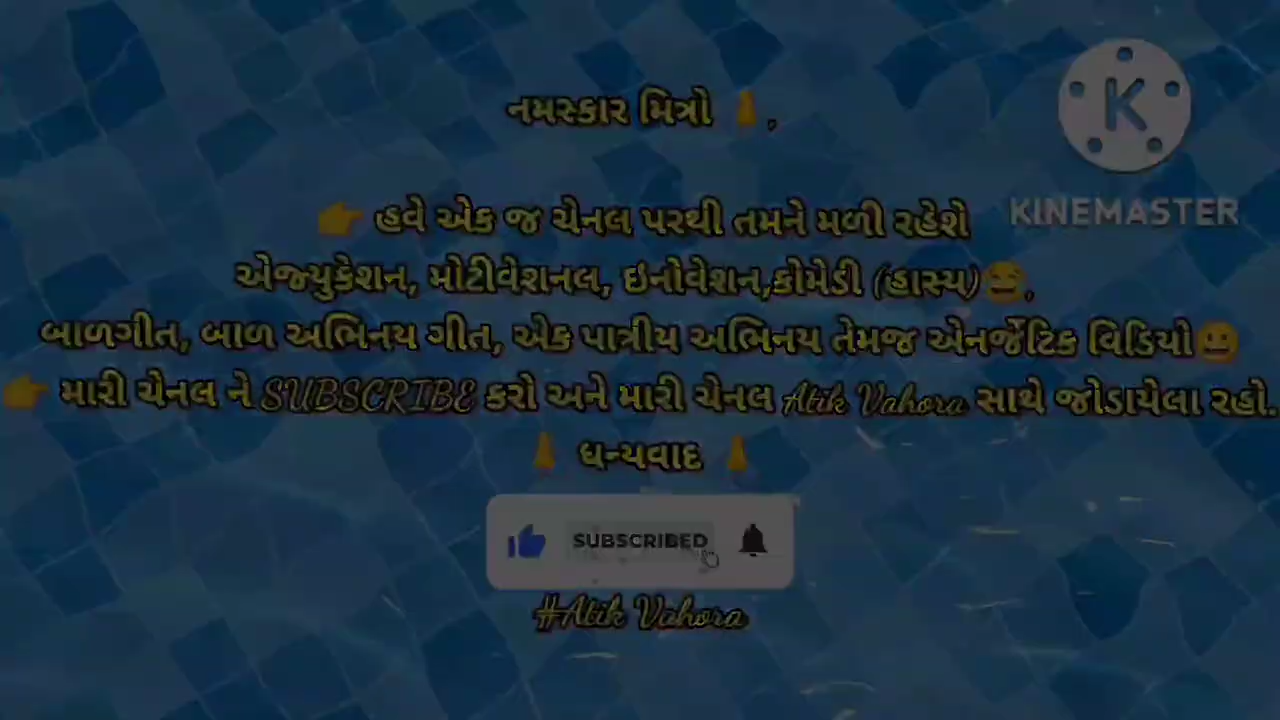 નમસ્કાર મિત્રો 🙏,
K
KINEMASTER
👉 હવે એક જ ચેનલ પરથી તમને મળી રહેશે
એજ્યુકેશન, મોટીવેશનલ, ઇનોવેશન,કોમેડી (હાસ્ય)😂,
બાળગીત, બાળ અભિનય ગીત, એક પાત્રીય અભિનય તેમજ એનર્જેટિક વિડિયો😀
👉 મારી ચેનલ ને SUBSCRIBE કરો અને મારી ચેનલ Atik Vahora સાથે જોડાયેલા રહો.
🙏 ધન્યવાદ 🙏
SUBSCRIBED
#Atik Vahora